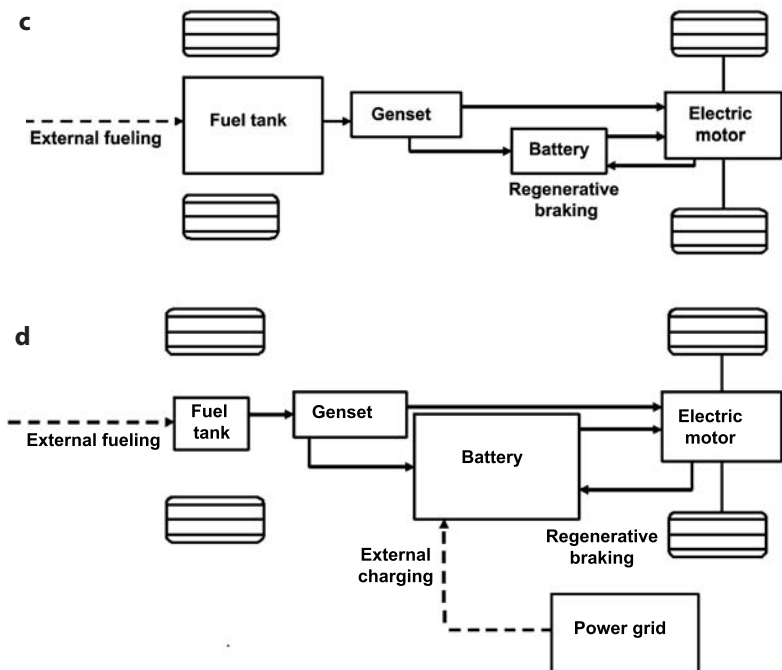 c
Fuel tank
Genset
Electric
motor
External fueling
Battery
Regenerative
braking
d
Fuel
tank
Genset
Electric
motor
External fueling
Battery
Regenerative
braking
External
charging
Power grid